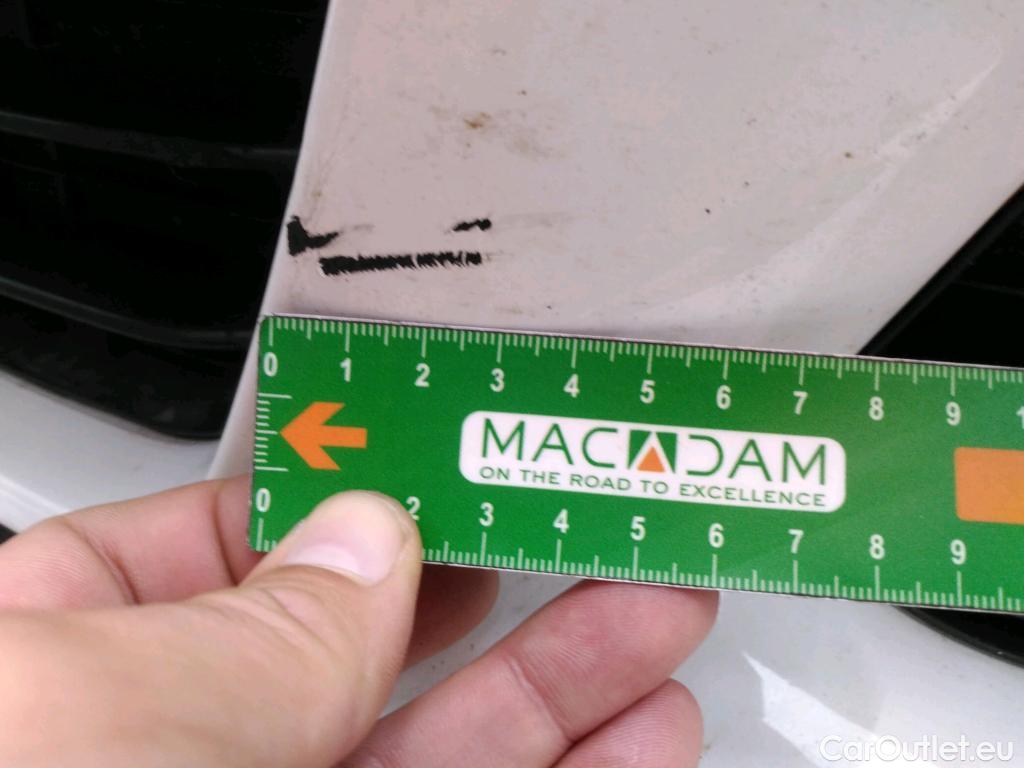 0 1 2 3 4 5 6 7 8 9 1
MACADAM
ON THE ROAD TO EXCELLENCE
0 2 3 4 5 6 7 8 9
CarOutlet.eu